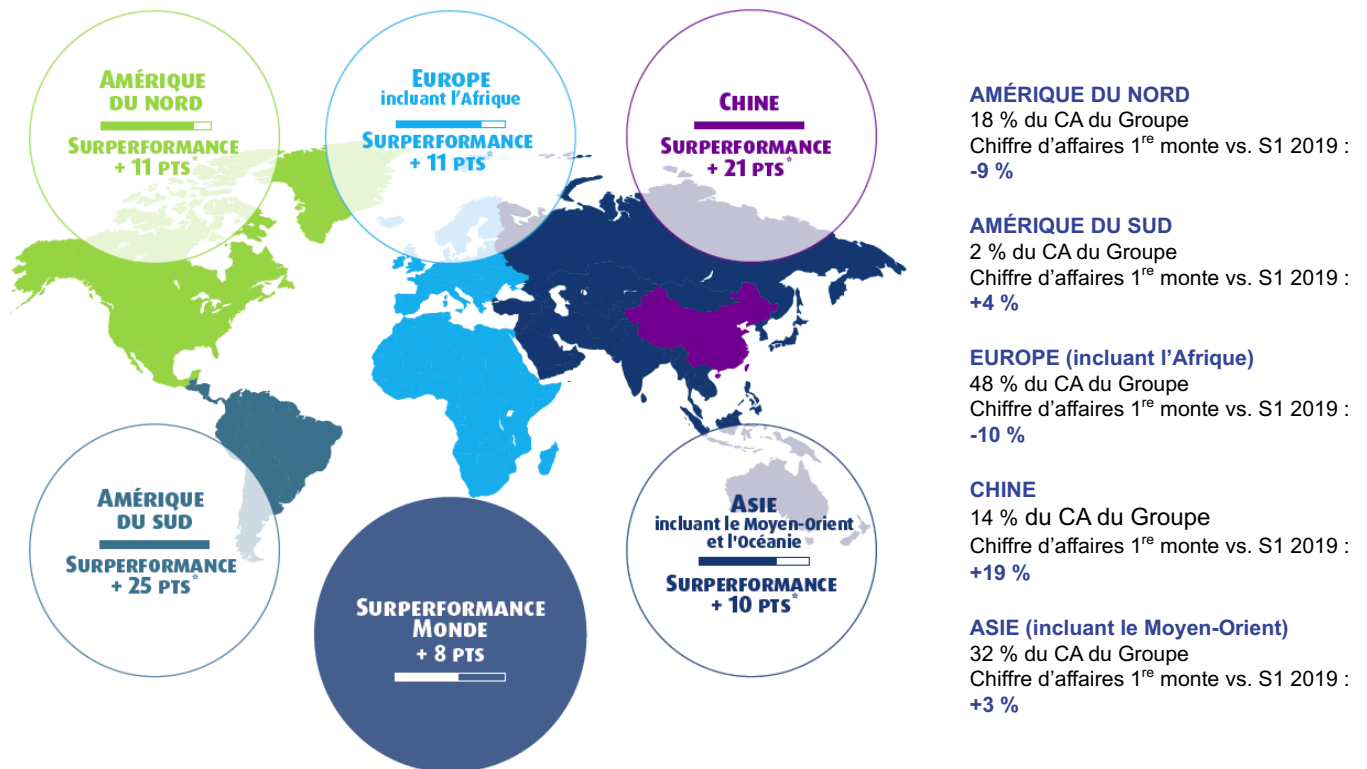 AMÉRIQUE
DU NORD
SURPERFORMANCE
+ 11 PTS*
EUROPE
incluant l'Afrique
SURPERFORMANCE
+ 11 PTS*
CHINE
SURPERFORMANCE
+ 21 PTS*
AMÉRIQUE
DU SUD
SURPERFORMANCE
+ 25 PTS*
SURPERFORMANCE
MONDE
+ 8 PTS
ASIE
incluant le Moyen-Orient
et l'Océanie
SURPERFORMANCE
+ 10 PTS*
AMÉRIQUE DU NORD
18 % du CA du Groupe
Chiffre d'affaires 1re monte vs. S1 2019 :
-9 %
AMÉRIQUE DU SUD
2 % du CA du Groupe
Chiffre d'affaires 1re monte vs. S1 2019 :
+4 %
EUROPE (incluant l'Afrique)
48 % du CA du Groupe
Chiffre d'affaires 1re monte vs. S1 2019 :
-10 %
CHINE
14 % du CA du Groupe
Chiffre d'affaires 1re monte vs. S1 2019 :
+19 %
ASIE (incluant le Moyen-Orient)
32 % du CA du Groupe
Chiffre d'affaires 1re monte vs. S1 2019 :
+3 %